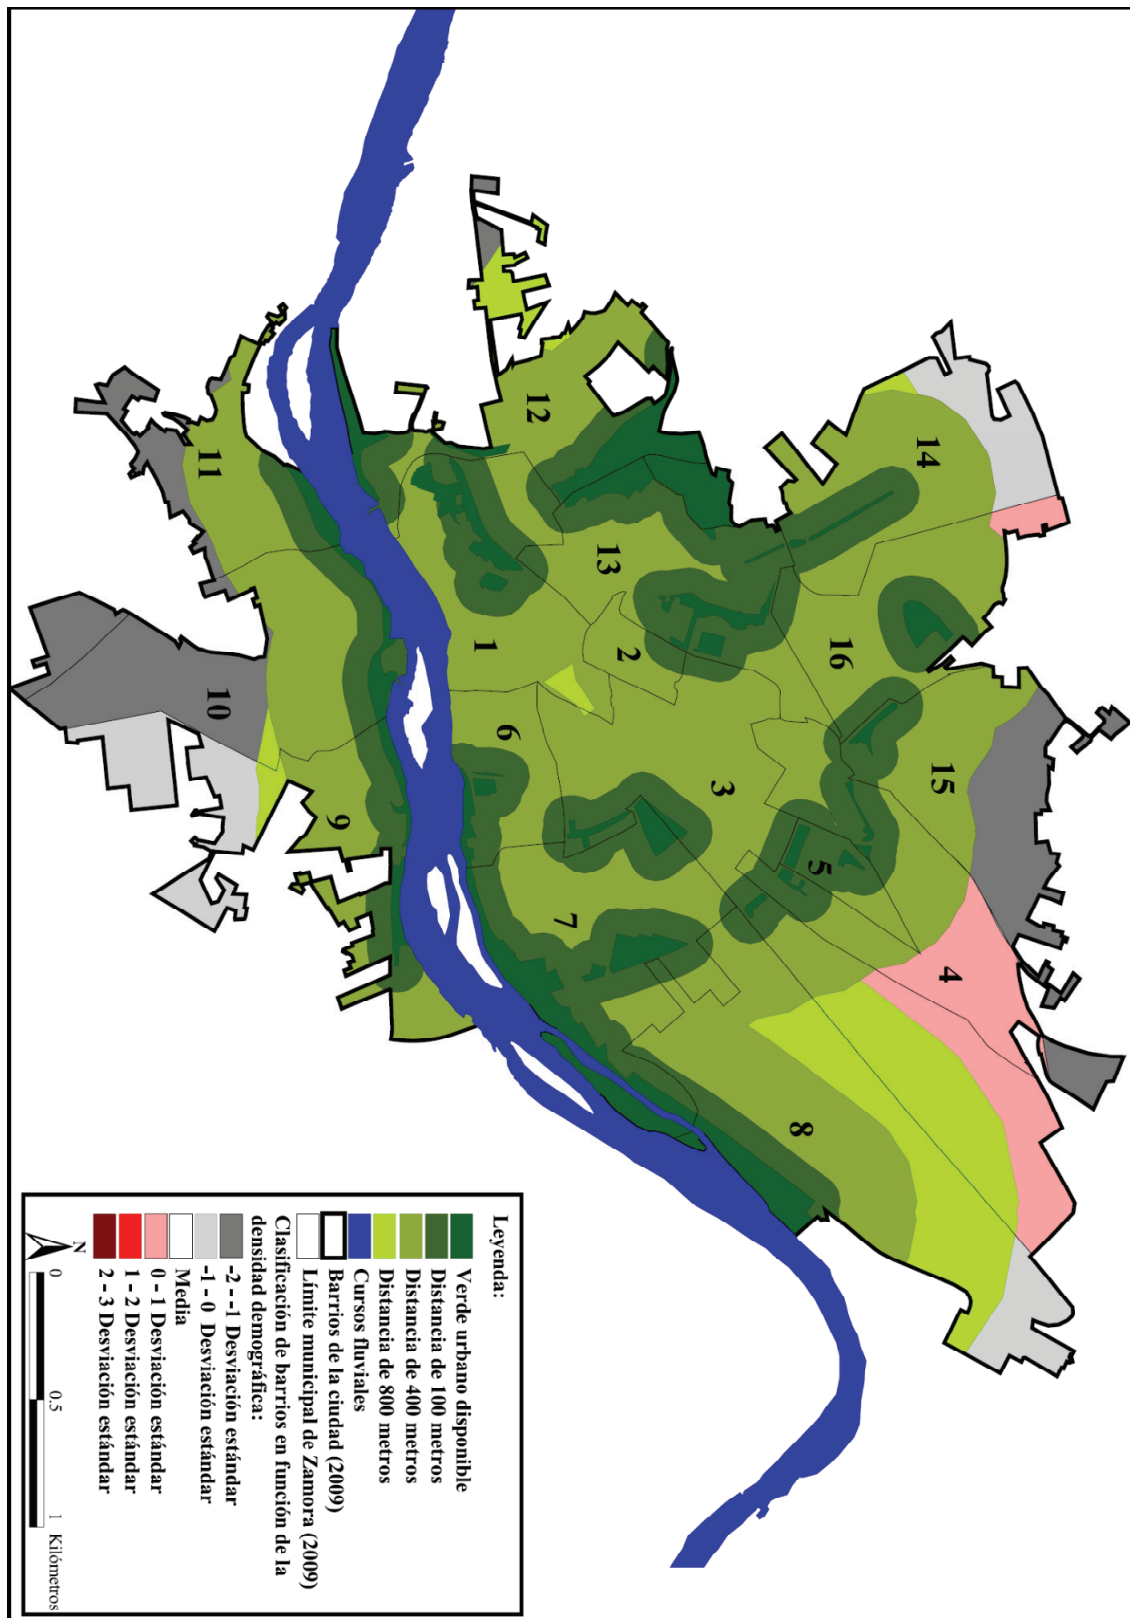 14
15
4
16
12
13
5
3
2
8
1
6
7
11
10
9
Leyenda:
Verde urbano disponible
Distancia de 100 metros
Distancia de 400 metros
Distancia de 800 metros
Cursos fluviales
Barrios de la ciudad (2009)
Límite municipal de Zamora (2009)
Clasificación de barrios en función de la
densidad demográfica:
-2 - -1 Desviación estándar
-1 - 0 Desviación estándar
Media
0 - 1 Desviación estándar
1 - 2 Desviación estándar
2 - 3 Desviación estándar
N
0 0.5 1 Kilómetros